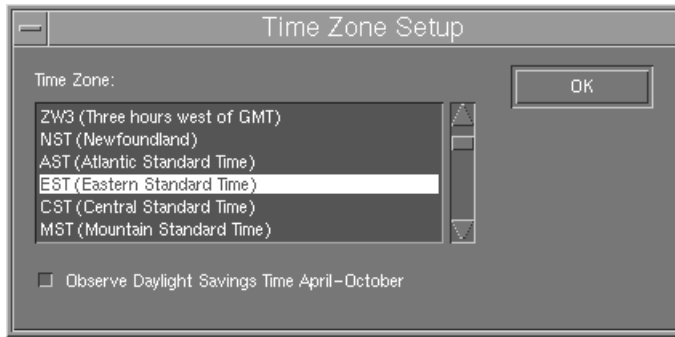 Time Zone Setup
Time Zone:
OK
ZW3 (Three hours west of GMT)
NST (Newfoundland)
AST (Atlantic Standard Time)
EST (Eastern Standard Time)
CST (Central Standard Time)
MST (Mountain Standard Time)
Observe Daylight Savings Time April-October